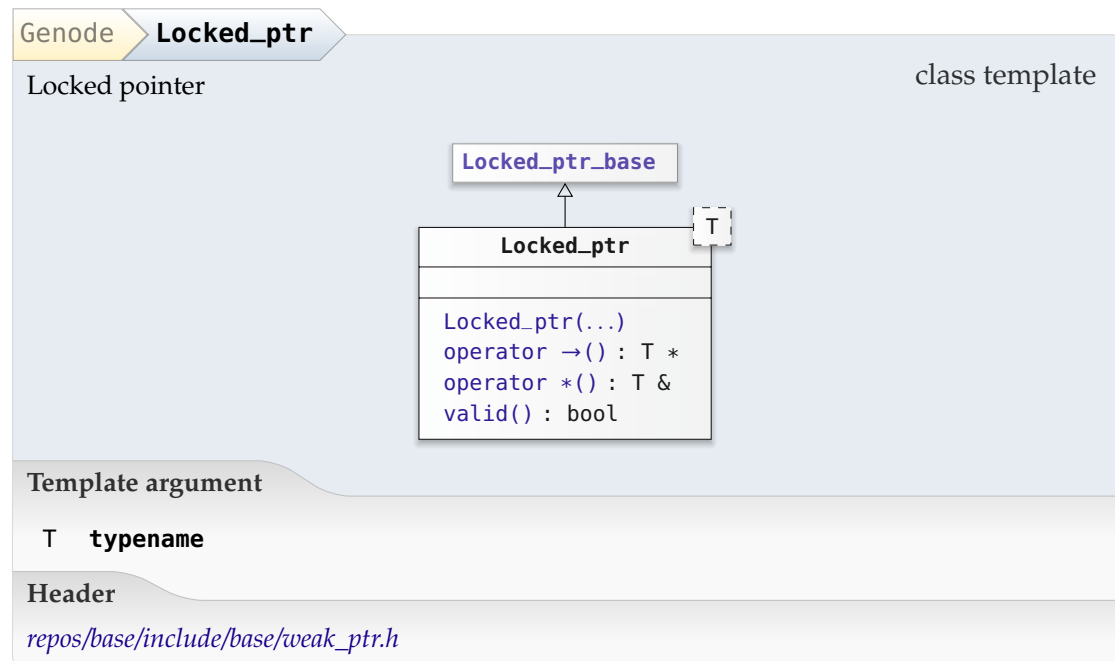 Genode Locked_ptr
Locked pointer
class template
Locked_ptr_base
T
Locked_ptr
Locked_ptr(...)
operator →() : T *
operator *() : T &
valid() : bool
Template argument
T typename
Header
repos/base/include/base/weak_ptr.h